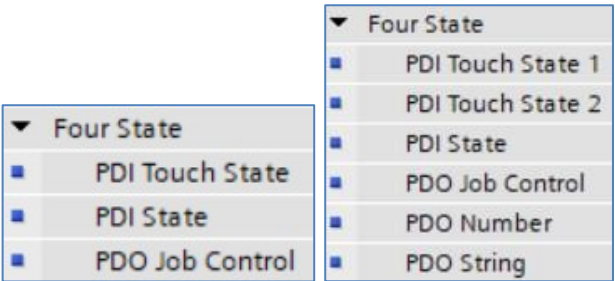 Four State
PDI Touch State
PDI State
PDO Job Control
Four State
PDI Touch State 1
PDI Touch State 2
PDI State
PDO Job Control
PDO Number
PDO String